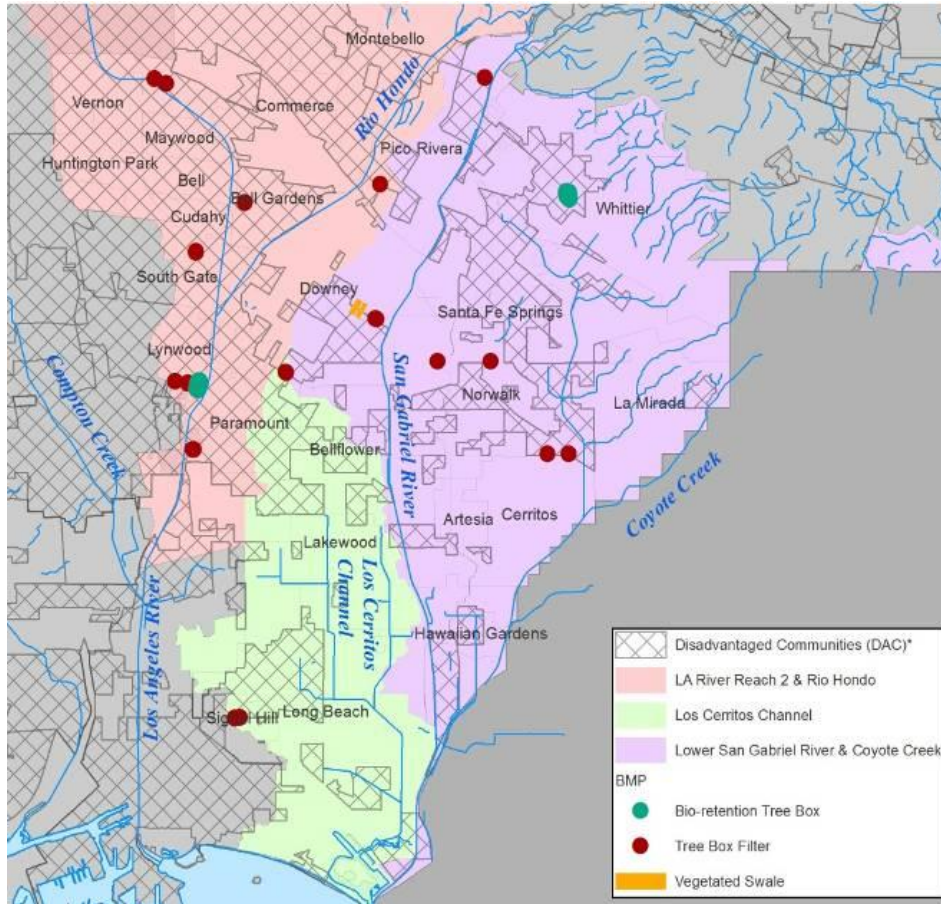 Montebello
Vernon
Commerce
Rio Hondo
Maywood
Pico Rivera
Huntington Park
Bell
Bell Gardens
Whittier
Cudahy
South Gate
Downey
Santa Fe Springs
Lynwood
San Gabriel River
Compton Creek
Norwalk
La Mirada
Paramount
Bellflower
Artesia
Cerritos
Coyote Creek
Lakewood
Los Cerritos
Channel
Los Angeles River
Hawaiian Gardens
Signal Hill
Long Beach
Disadvantaged Communities (DAC)*
LA River Reach 2 & Rio Hondo
Los Cerritos Channel
Lower San Gabriel River & Coyote Creek
BMP
Bio-retention Tree Box
Tree Box Filter
Vegetated Swale